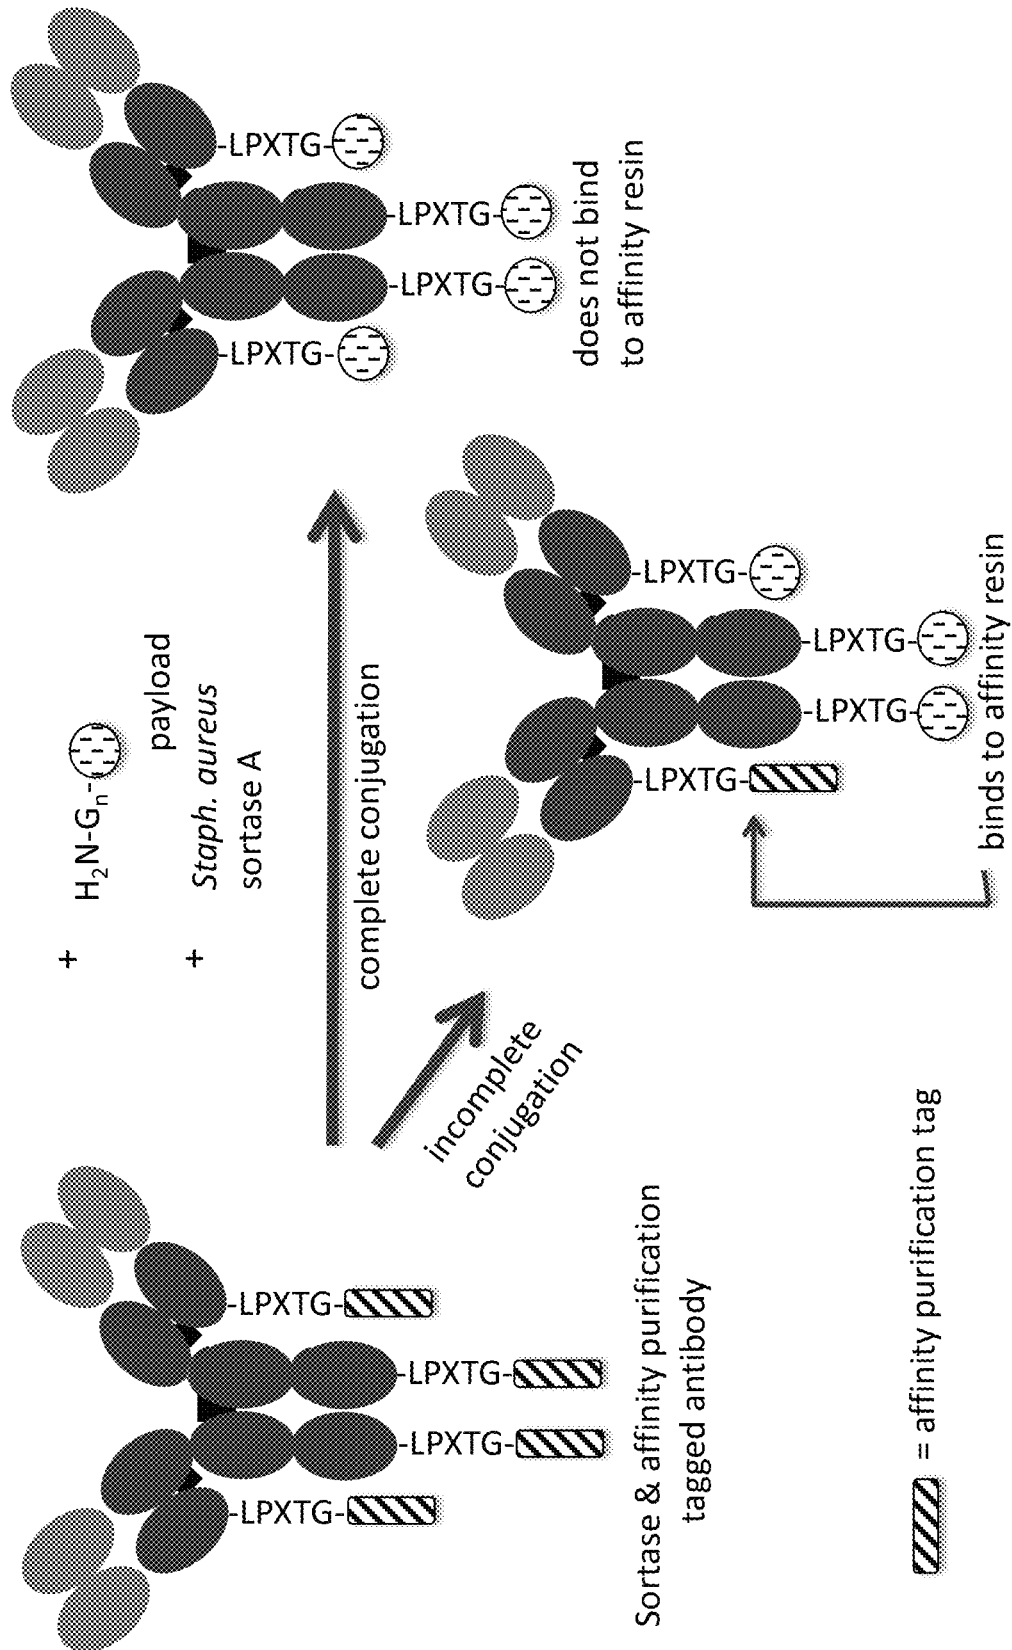 -LPXTG-
-LPXTG-
-LPXTG-
-LPXTG-
Sortase & affinity purification
tagged antibody
+ H₂N-Gₙ-
payload
+ Staph. aureus
sortase A
complete conjugation
incomplete
conjugation
-LPXTG-
-LPXTG-
-LPXTG-
-LPXTG-
does not bind
to affinity resin
-LPXTG-
-LPXTG-
-LPXTG-
-LPXTG-
binds to affinity resin
= affinity purification tag